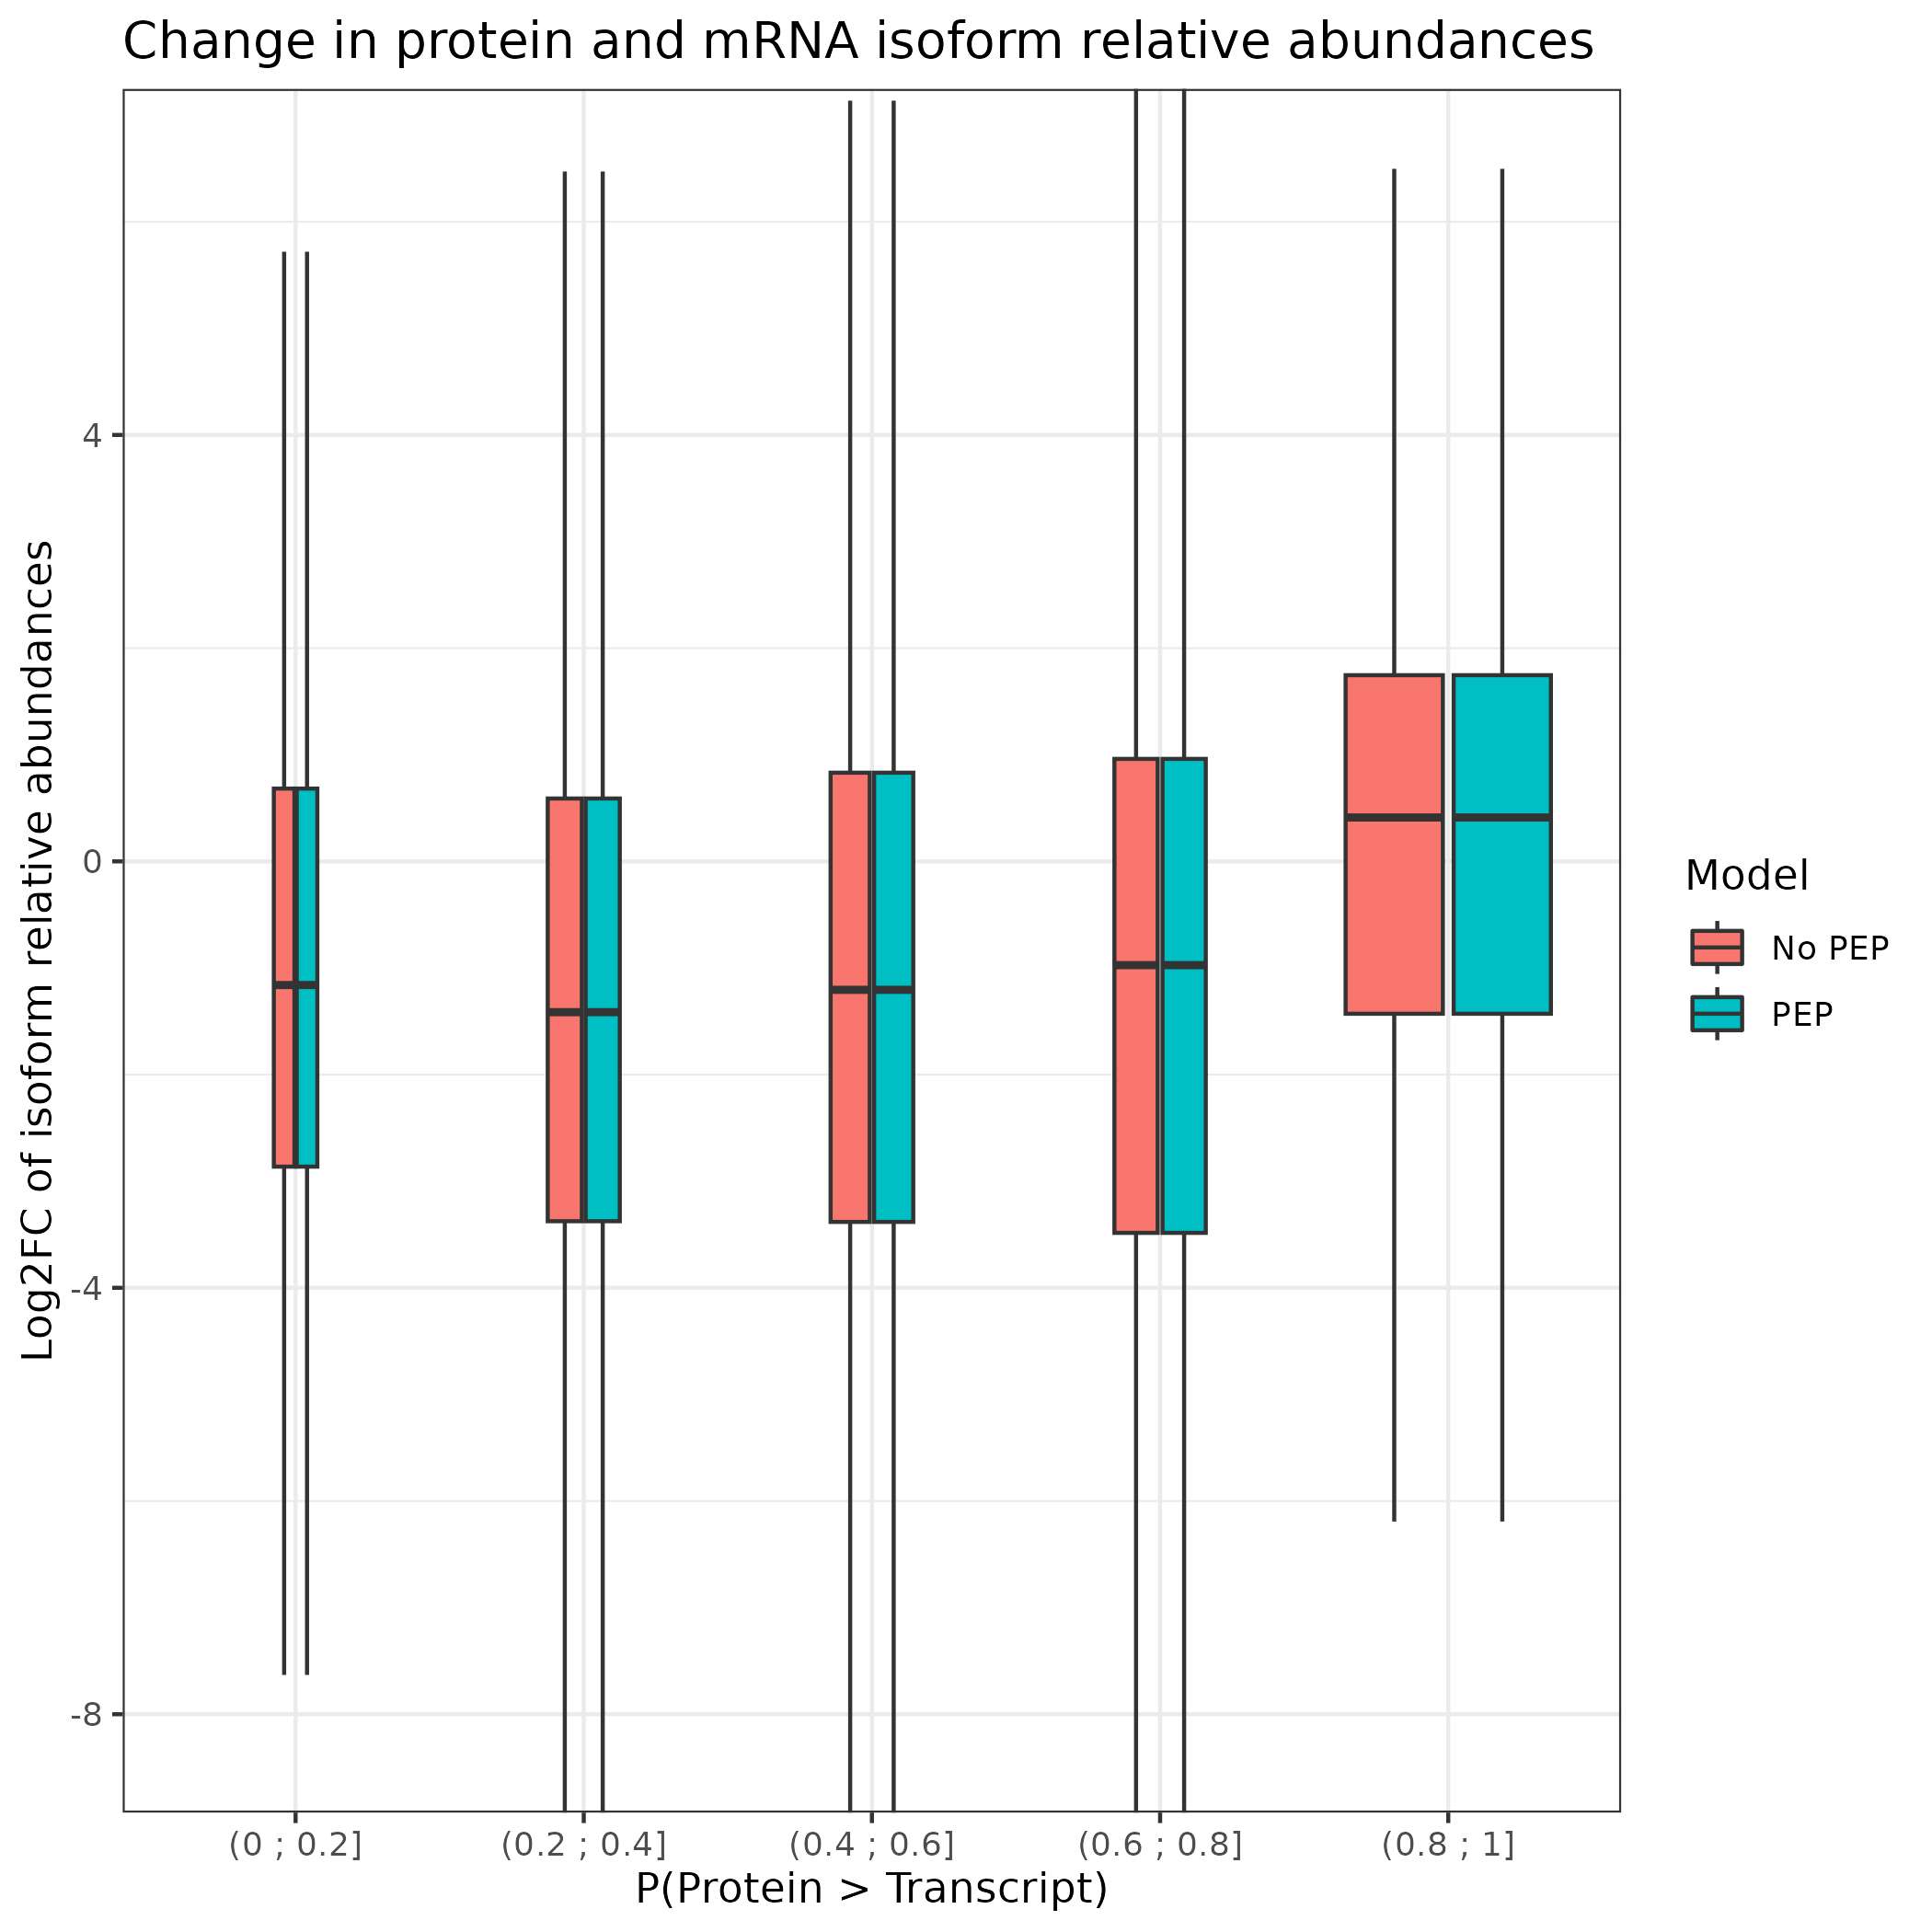 Change in protein and mRNA isoform relative abundances
Log2FC of isoform relative abundances
4
0
-4
-8
(0 ; 0.2]
(0.2 ; 0.4]
(0.4 ; 0.6]
(0.6 ; 0.8]
(0.8 ; 1]
P(Protein > Transcript)
Model
No PEP
PEP